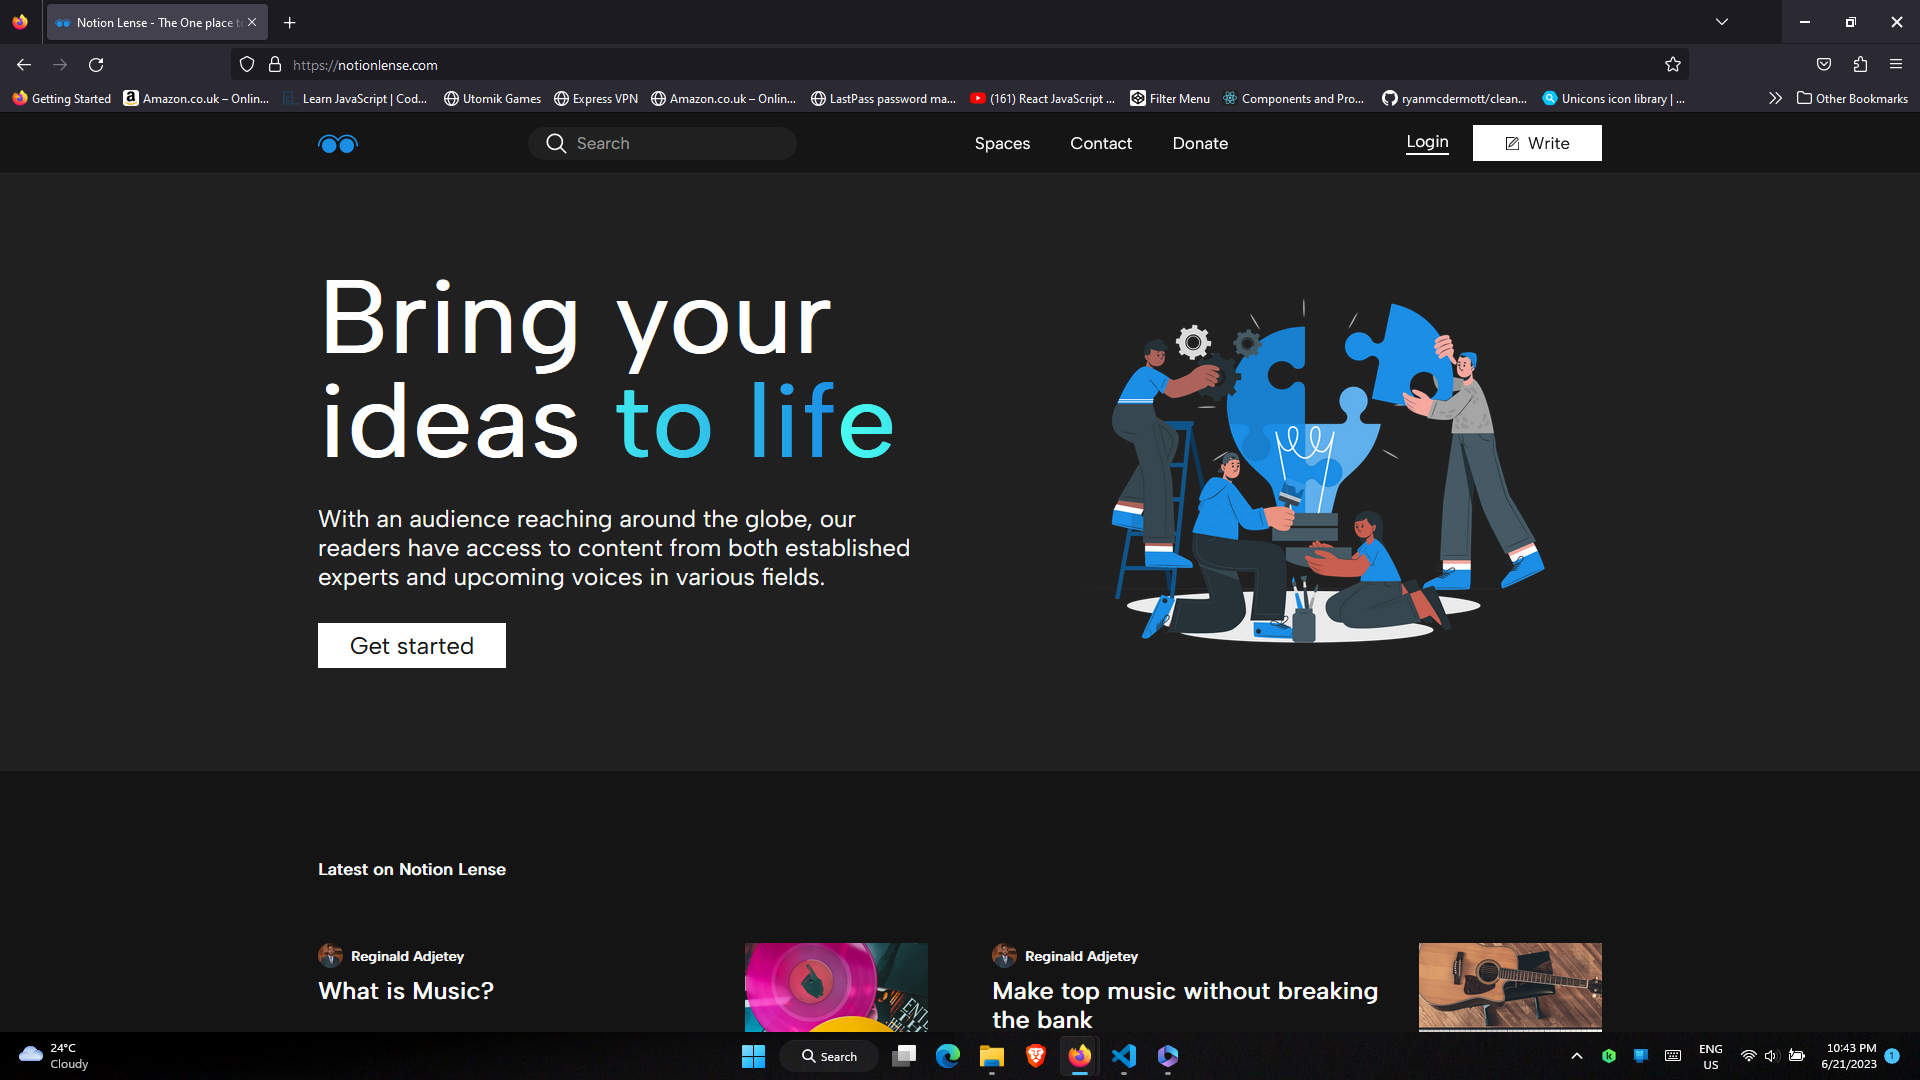 Notion Lense - The One place to
https://notionlense.com
Getting Started
Amazon.co.uk – Onlin...
Learn JavaScript | Cod...
Utomik Games
Express VPN
Amazon.co.uk – Onlin...
LastPass password ma...
(161) React JavaScript ...
Filter Menu
Components and Pro...
ryanmcdermott/clean...
Unicons icon library | ...
Other Bookmarks
Search
Spaces
Contact
Donate
Login
Write
Bring your
ideas to life
With an audience reaching around the globe, our
readers have access to content from both established
experts and upcoming voices in various fields.
Get started
Latest on Notion Lense
Reginald Adjetey
What is Music?
Reginald Adjetey
Make top music without breaking
the bank
24°C
Cloudy
Search
ENG
US
10:43 PM
6/21/2023
1